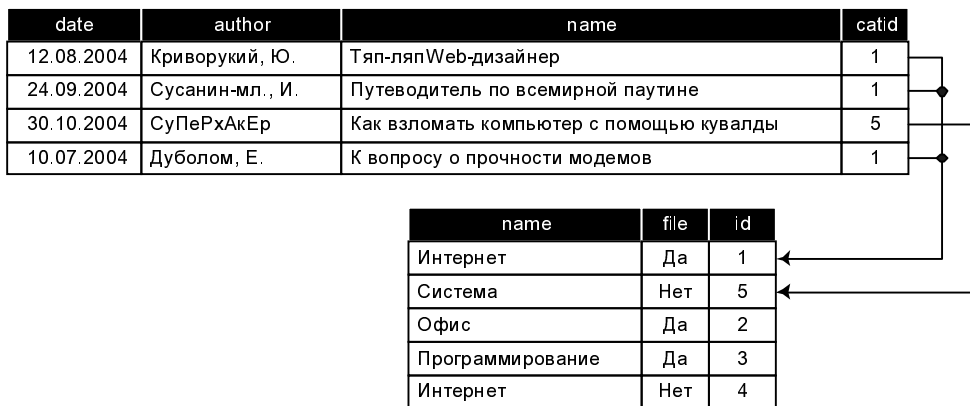 date author name catid
12.08.2004 Криворукий, Ю. Тяп-ляпWeb-дизайнер 1
24.09.2004 Сусанин-мл., И. Путеводитель по всемирной паутине 1
30.10.2004 СуПеРхАкЕр Как взломать компьютер с помощью кувалды 5
10.07.2004 Дуболом, Е. К вопросу о прочности модемов 1
name file id
Интернет Да 1
Система Нет 5
Офис Да 2
Программирование Да 3
Интернет Нет 4